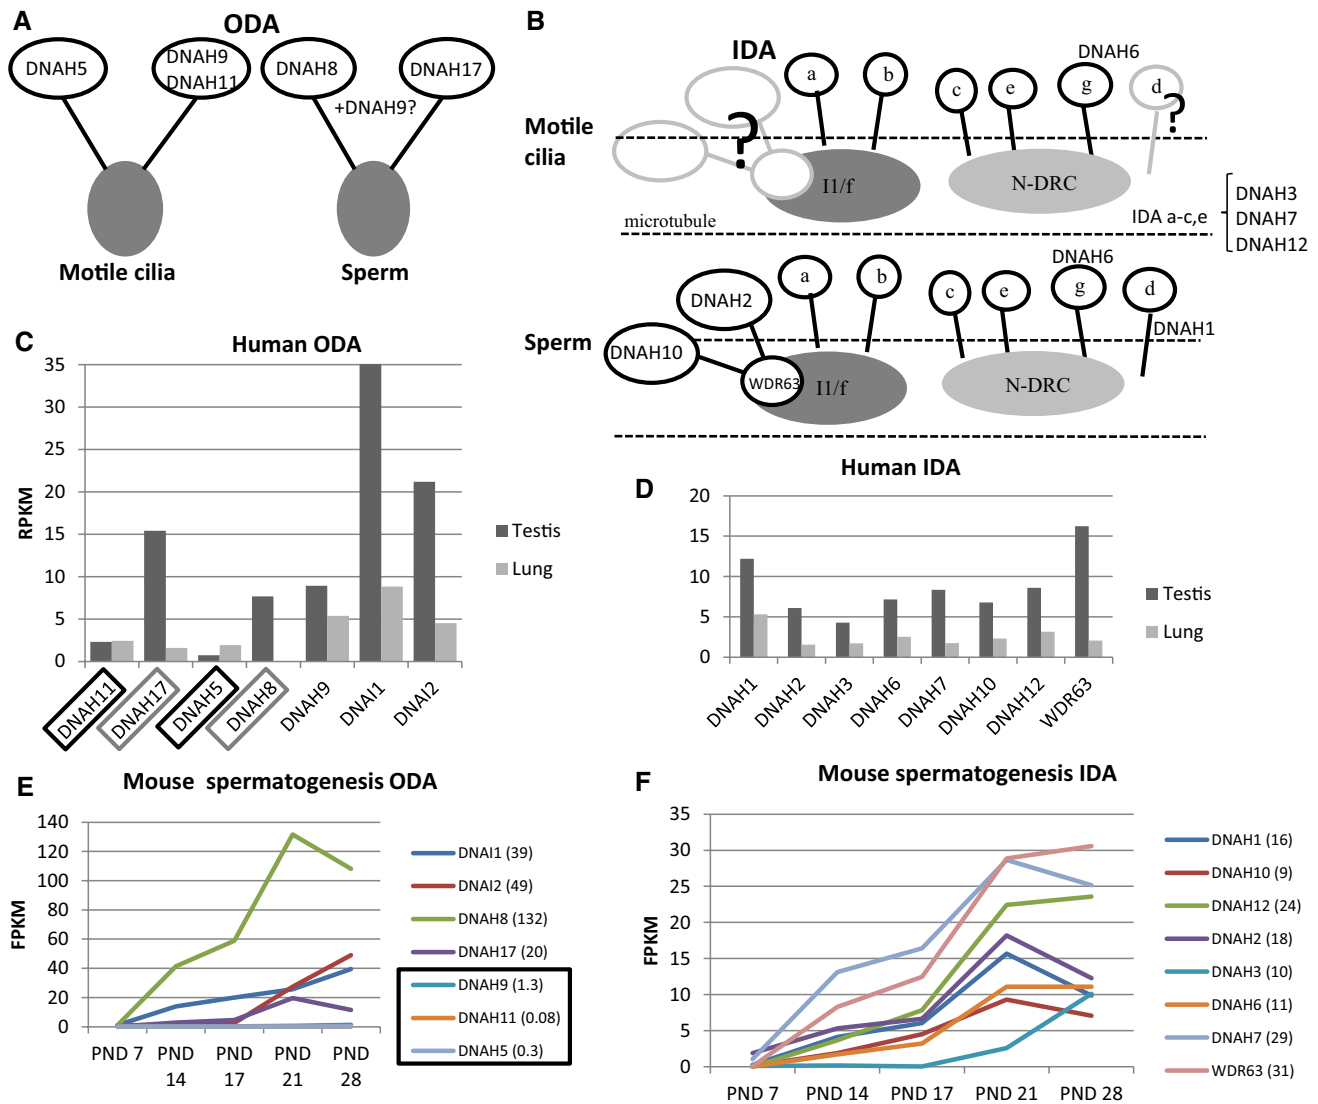 A
ODA
DNAH5
DNAH9
DNAH11
DNAH8
DNAH17
+DNAH9?
Motile cilia
Sperm
B
IDA
DNAH6
a
b
c
e
g
d
?
?
Motile
cilia
I1/f
N-DRC
microtubule
IDA a-c,e
DNAH3
DNAH7
DNAH12
DNAH6
a
b
c
e
g
d
DNAH2
DNAH1
Sperm
DNAH10
WDR63
I1/f
N-DRC
C
Human ODA
35
30
25
20
15
10
5
0
RPKM
Testis
Lung
DNAH11
DNAH17
DNAH5
DNAH8
DNAH9
DNAI1
DNAI2
D
Human IDA
20
15
10
5
0
Testis
Lung
DNAH1
DNAH2
DNAH3
DNAH6
DNAH7
DNAH10
DNAH12
WDR63
E
Mouse spermatogenesis ODA
140
120
100
80
60
40
20
0
FPKM
PND 7
PND
14
PND
17
PND
21
PND
28
DNAI1 (39)
DNAI2 (49)
DNAH8 (132)
DNAH17 (20)
DNAH9 (1.3)
DNAH11 (0.08)
DNAH5 (0.3)
F
Mouse spermatogenesis IDA
35
30
25
20
15
10
5
0
FPKM
PND 7
PND 14
PND 17
PND 21
PND 28
DNAH1 (16)
DNAH10 (9)
DNAH12 (24)
DNAH2 (18)
DNAH3 (10)
DNAH6 (11)
DNAH7 (29)
WDR63 (31)